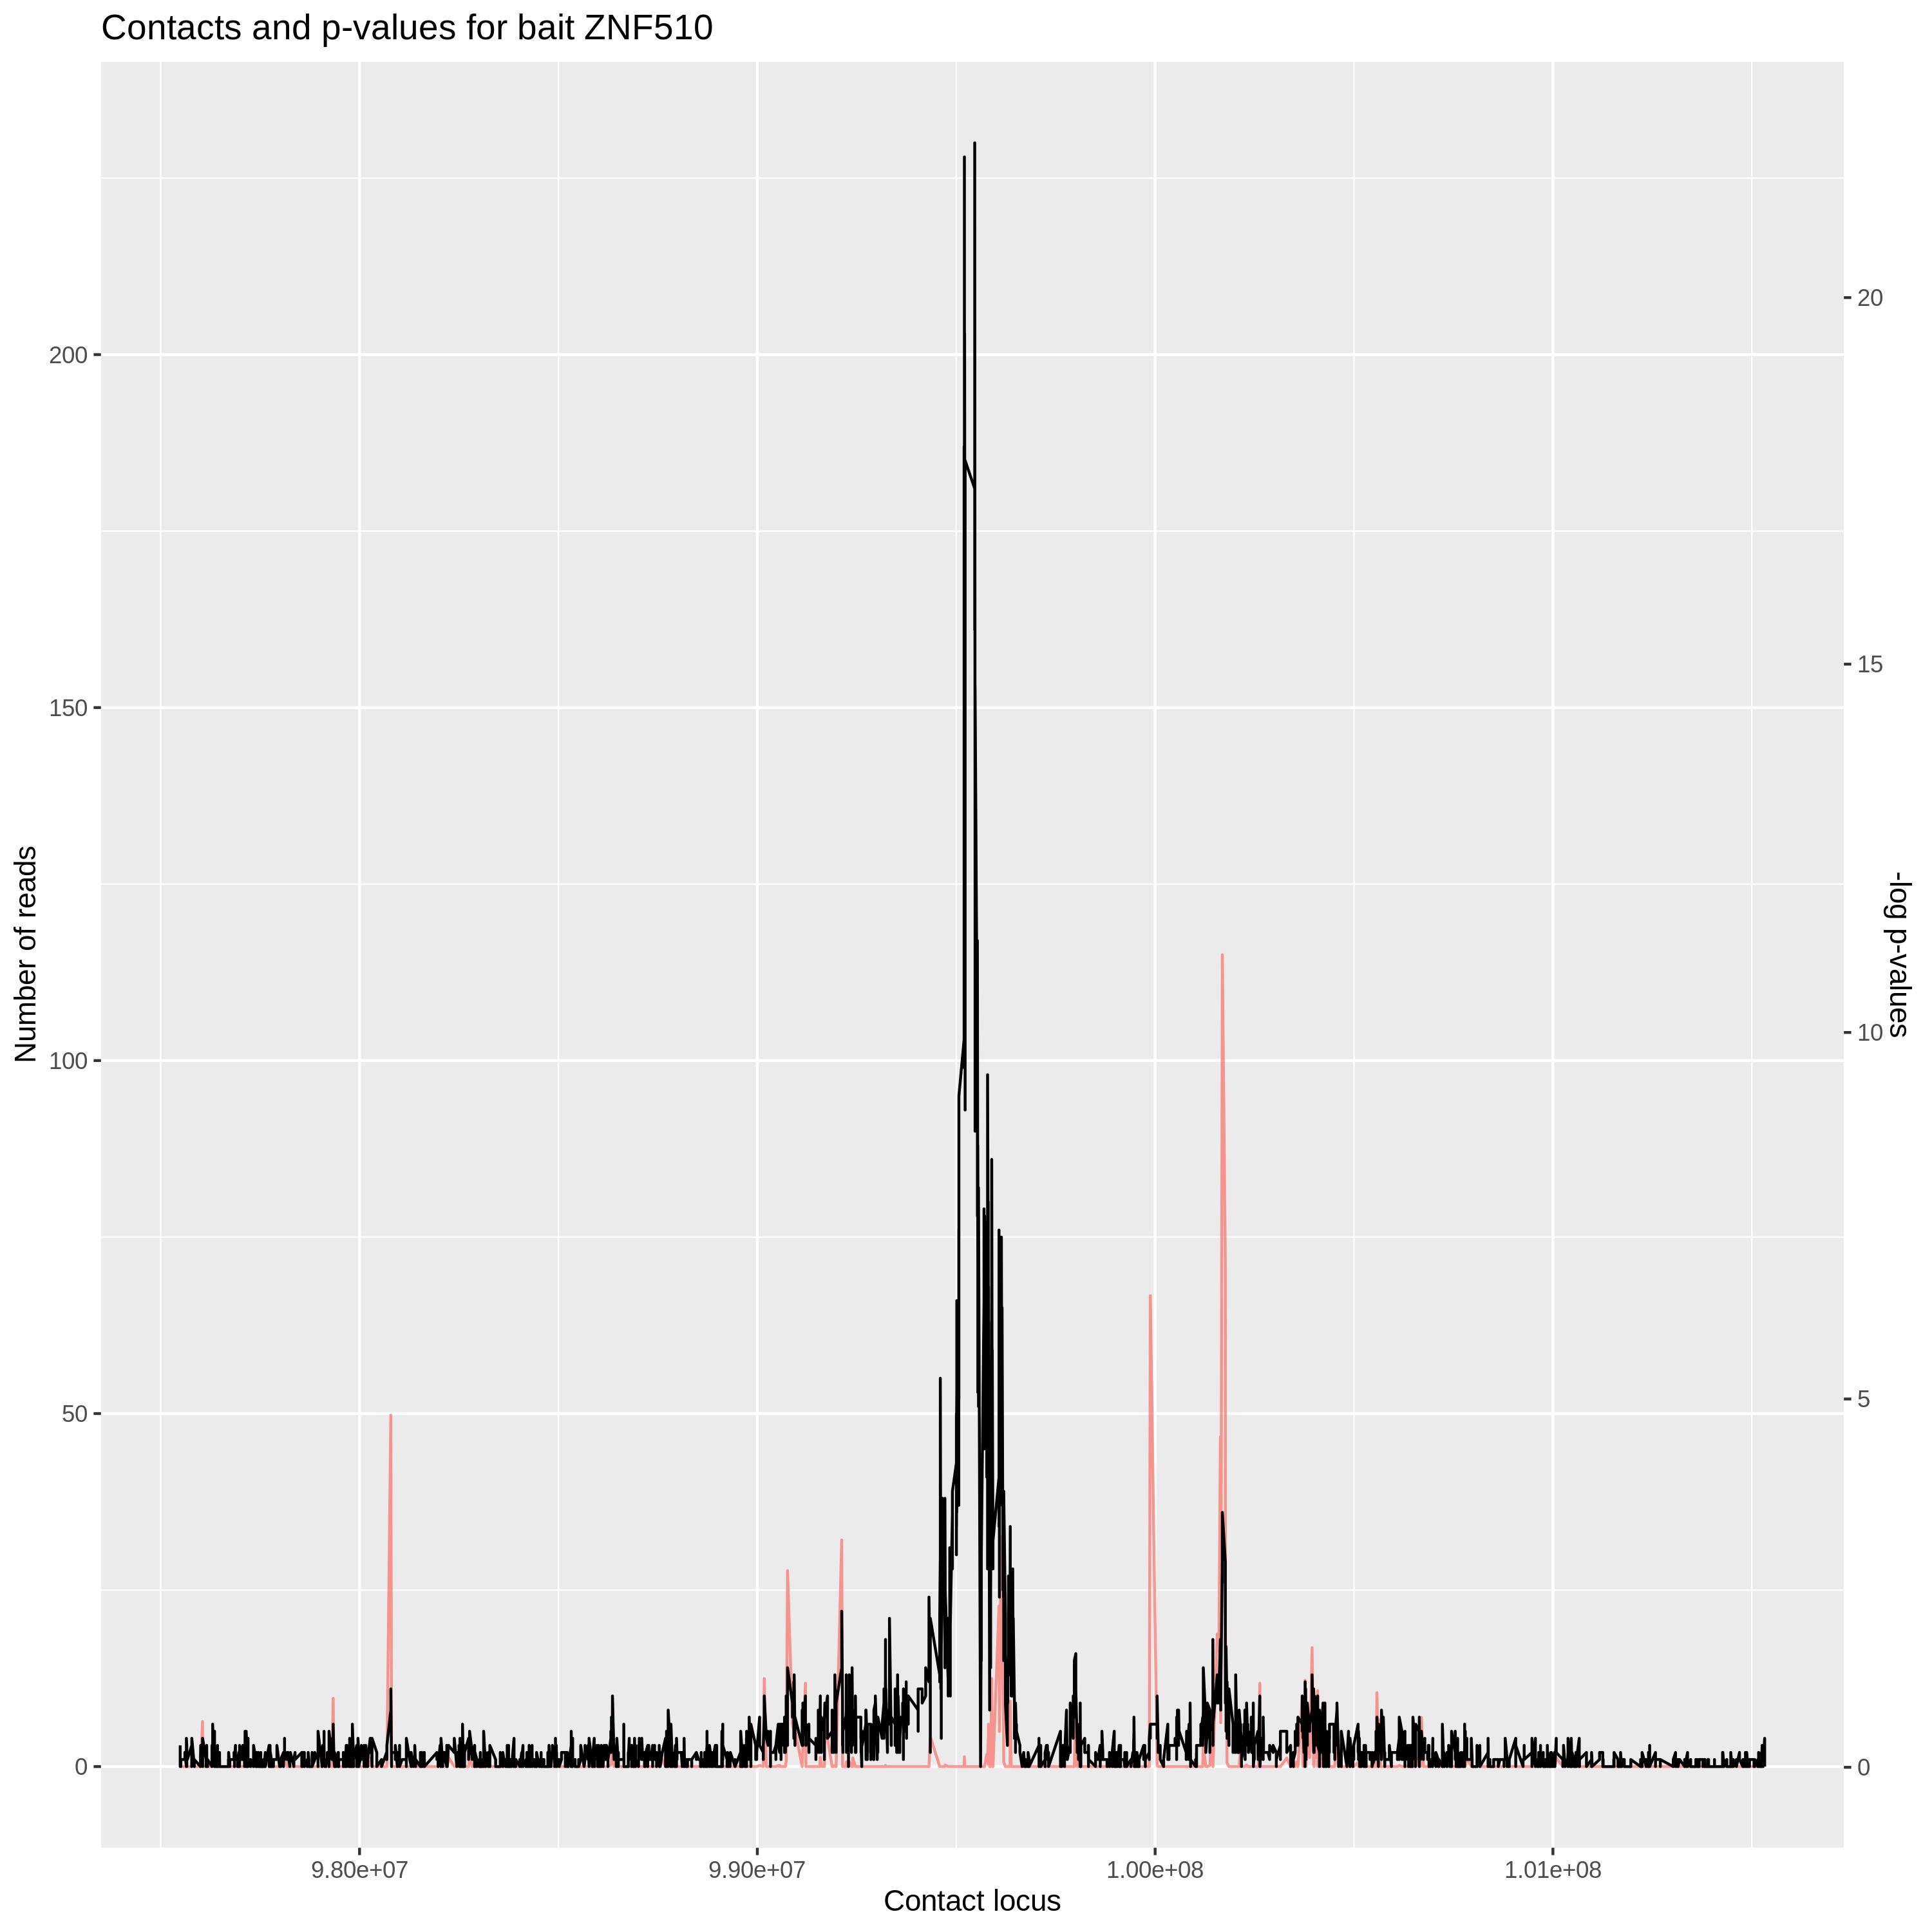 Contacts and p-values for bait ZNF510
Number of reads
200
150
100
50
0
20
15
10
5
0
-log p-values
9.80e+07
9.90e+07
1.00e+08
1.01e+08
Contact locus